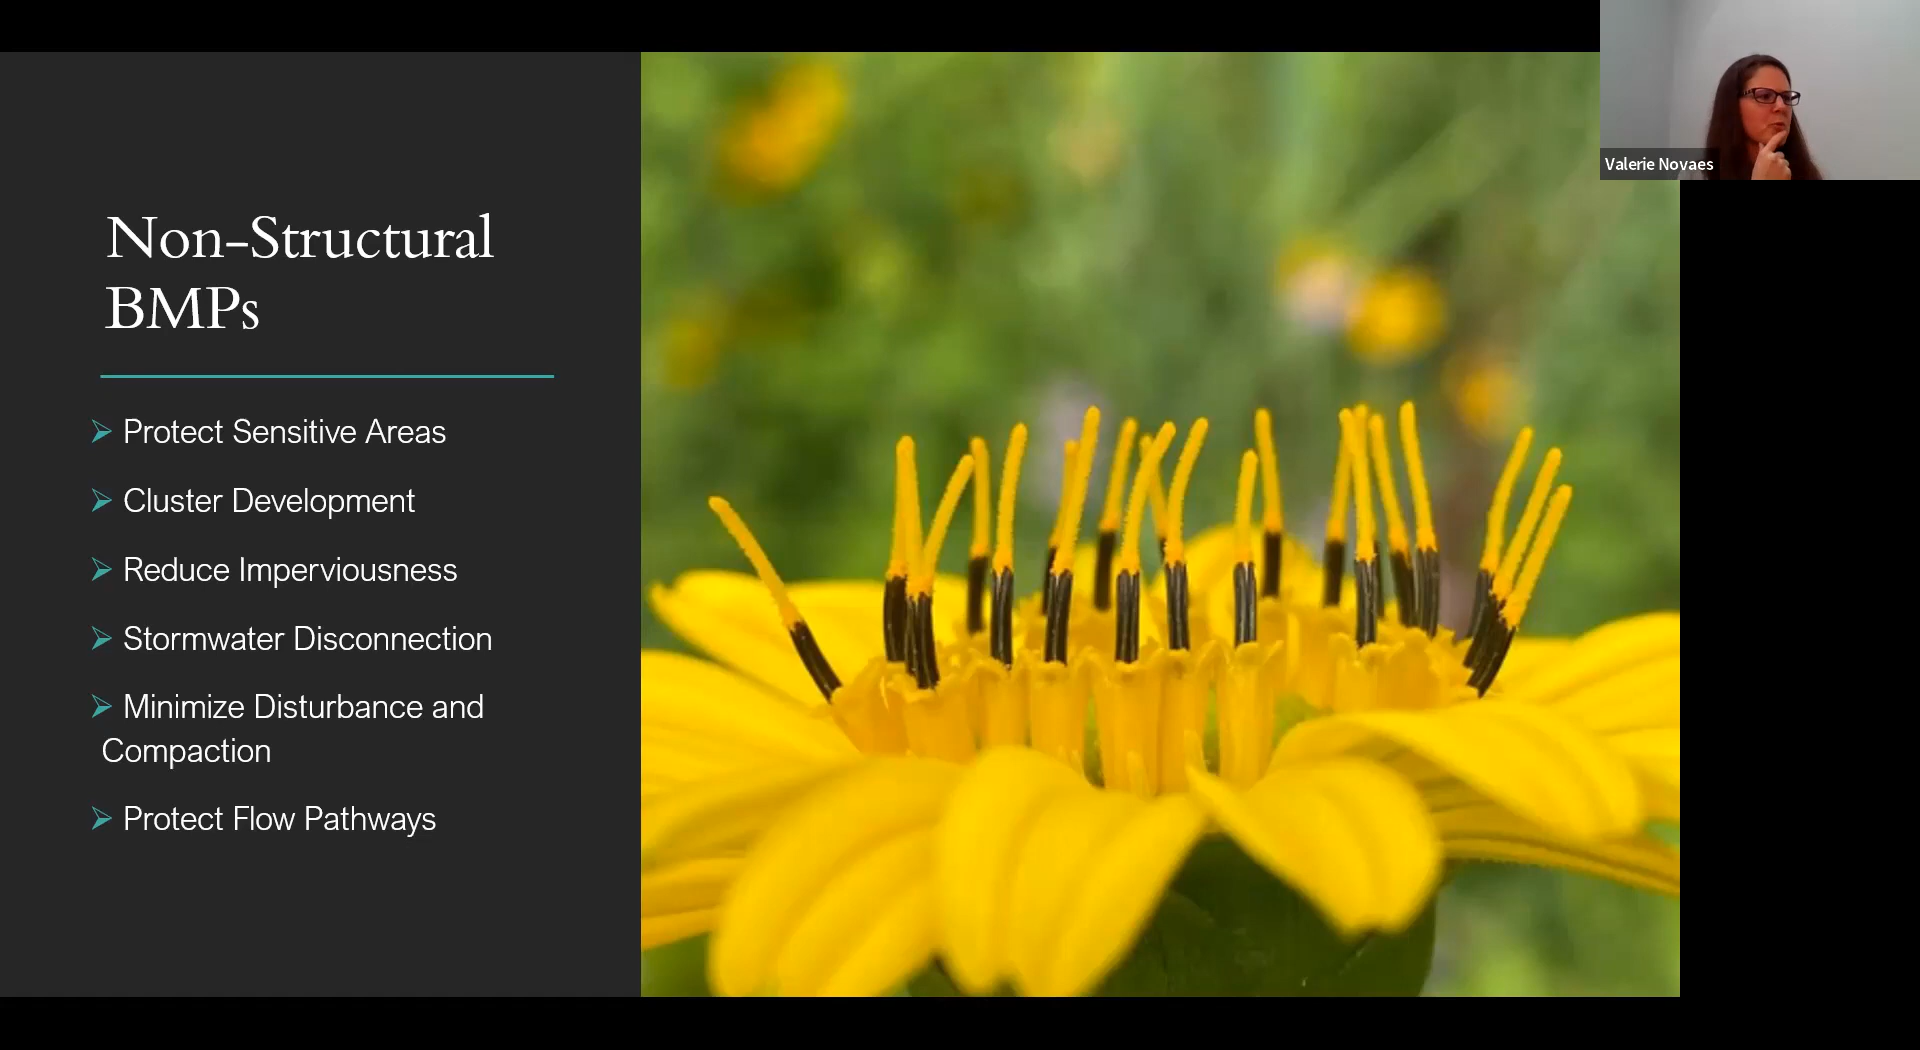 Non-Structural
BMPs
Protect Sensitive Areas
Cluster Development
Reduce Imperviousness
Stormwater Disconnection
Minimize Disturbance and
Compaction
Protect Flow Pathways
Valerie Novaes